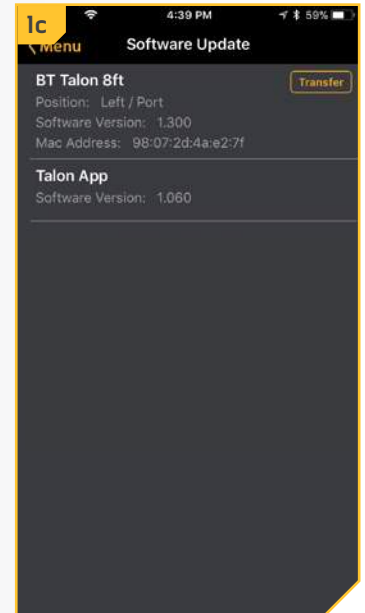 1c
4:39 PM
59%
Menu
Software Update
BT Talon 8ft
Transfer
Position: Left / Port
Software Version: 1.300
Mac Address: 98:07:2d:4a:e2:7f
Talon App
Software Version: 1.060